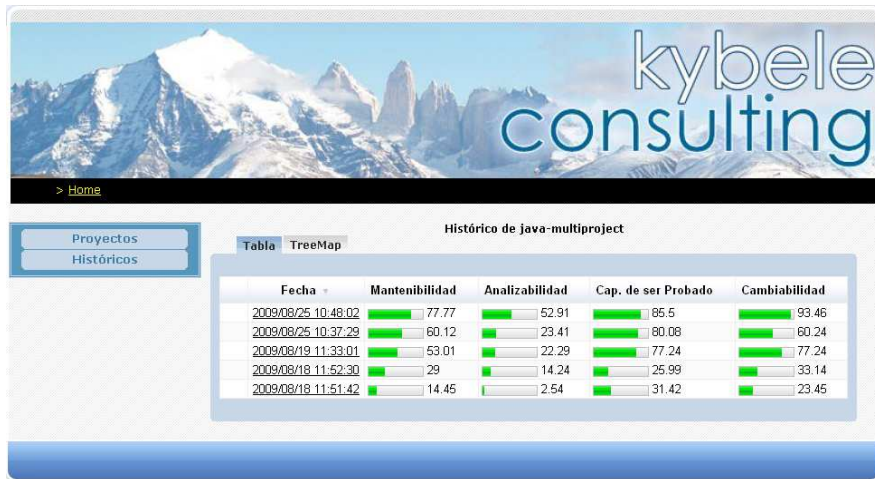 kybele
consulting
> Home
Proyectos
Históricos
Histórico de java-multiproject
Tabla TreeMap
Fecha Mantenibilidad Analizabilidad Cap. de ser Probado Cambiabilidad
2009/08/25 10:48:02 77.77 52.91 85.5 93.46
2009/08/25 10:37:29 60.12 23.41 80.08 60.24
2009/08/19 11:33:01 53.01 22.29 77.24 77.24
2009/08/18 11:52:30 29 14.24 25.99 33.14
2009/08/18 11:51:42 14.45 2.54 31.42 23.45